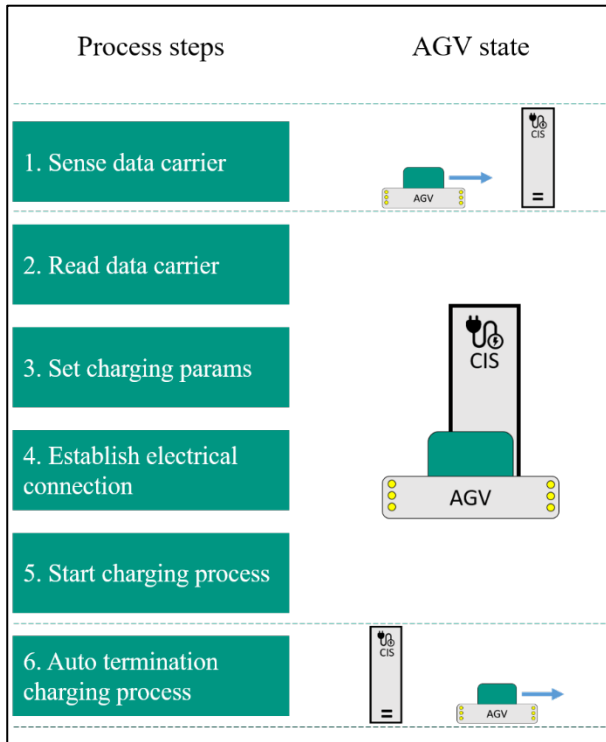 Process steps
AGV state
1. Sense data carrier
CIS
AGV
2. Read data carrier
3. Set charging params
CIS
4. Establish electrical
connection
AGV
5. Start charging process
6. Auto termination
charging process
CIS
AGV